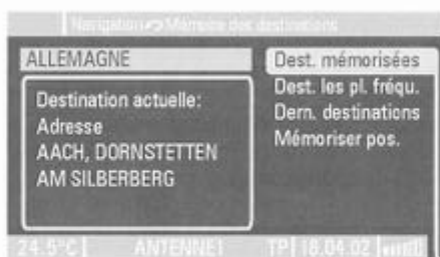 Navigation Mémoire des destinations
ALLEMAGNE
Destination actuelle:
Adresse
AACH, DORNSTETTEN
AM SILBERBERG
Dest. mémorisées
Dest. les pl. fréqu.
Dern. destinations
Mémoriser pos.
24.5°C ANTENNE1 TP 18.04.02